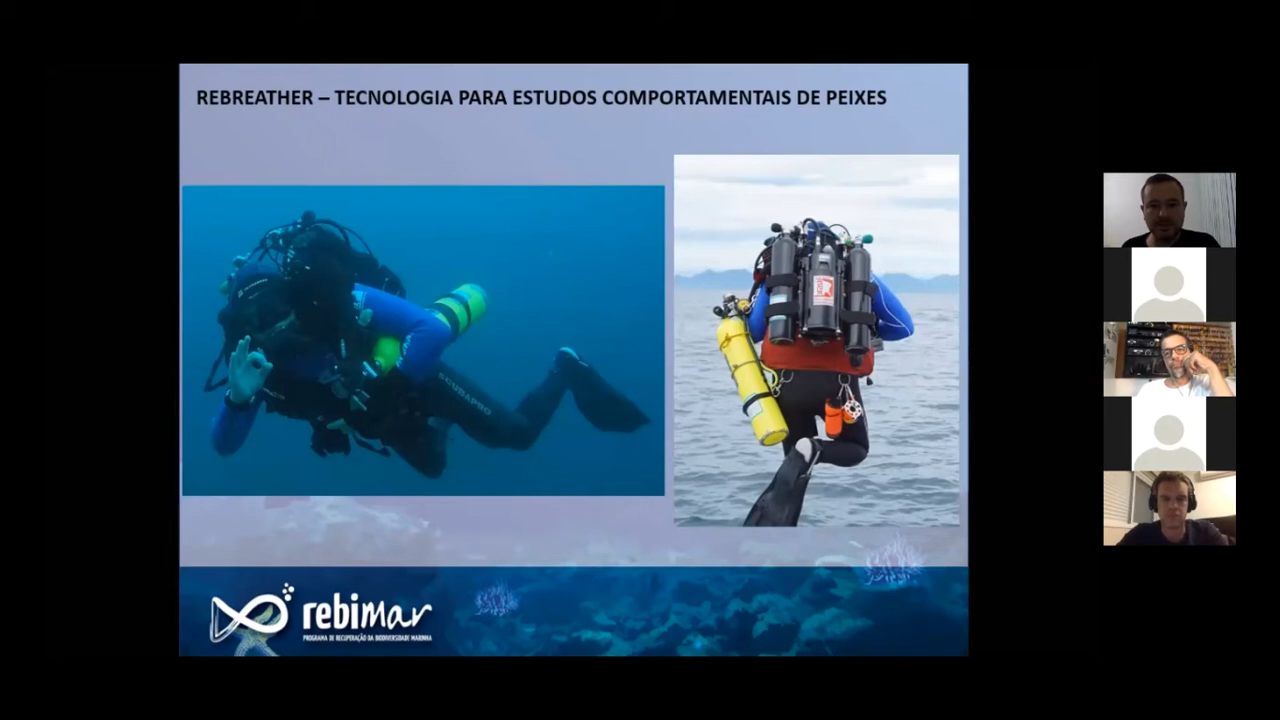 REBREATHER – TECNOLOGIA PARA ESTUDOS COMPORTAMENTAIS DE PEIXES
SCUBAPRO
rebimar
PROGRAMA DE RECUPERAÇÃO DA BIODIVERSIDADE MARINHA